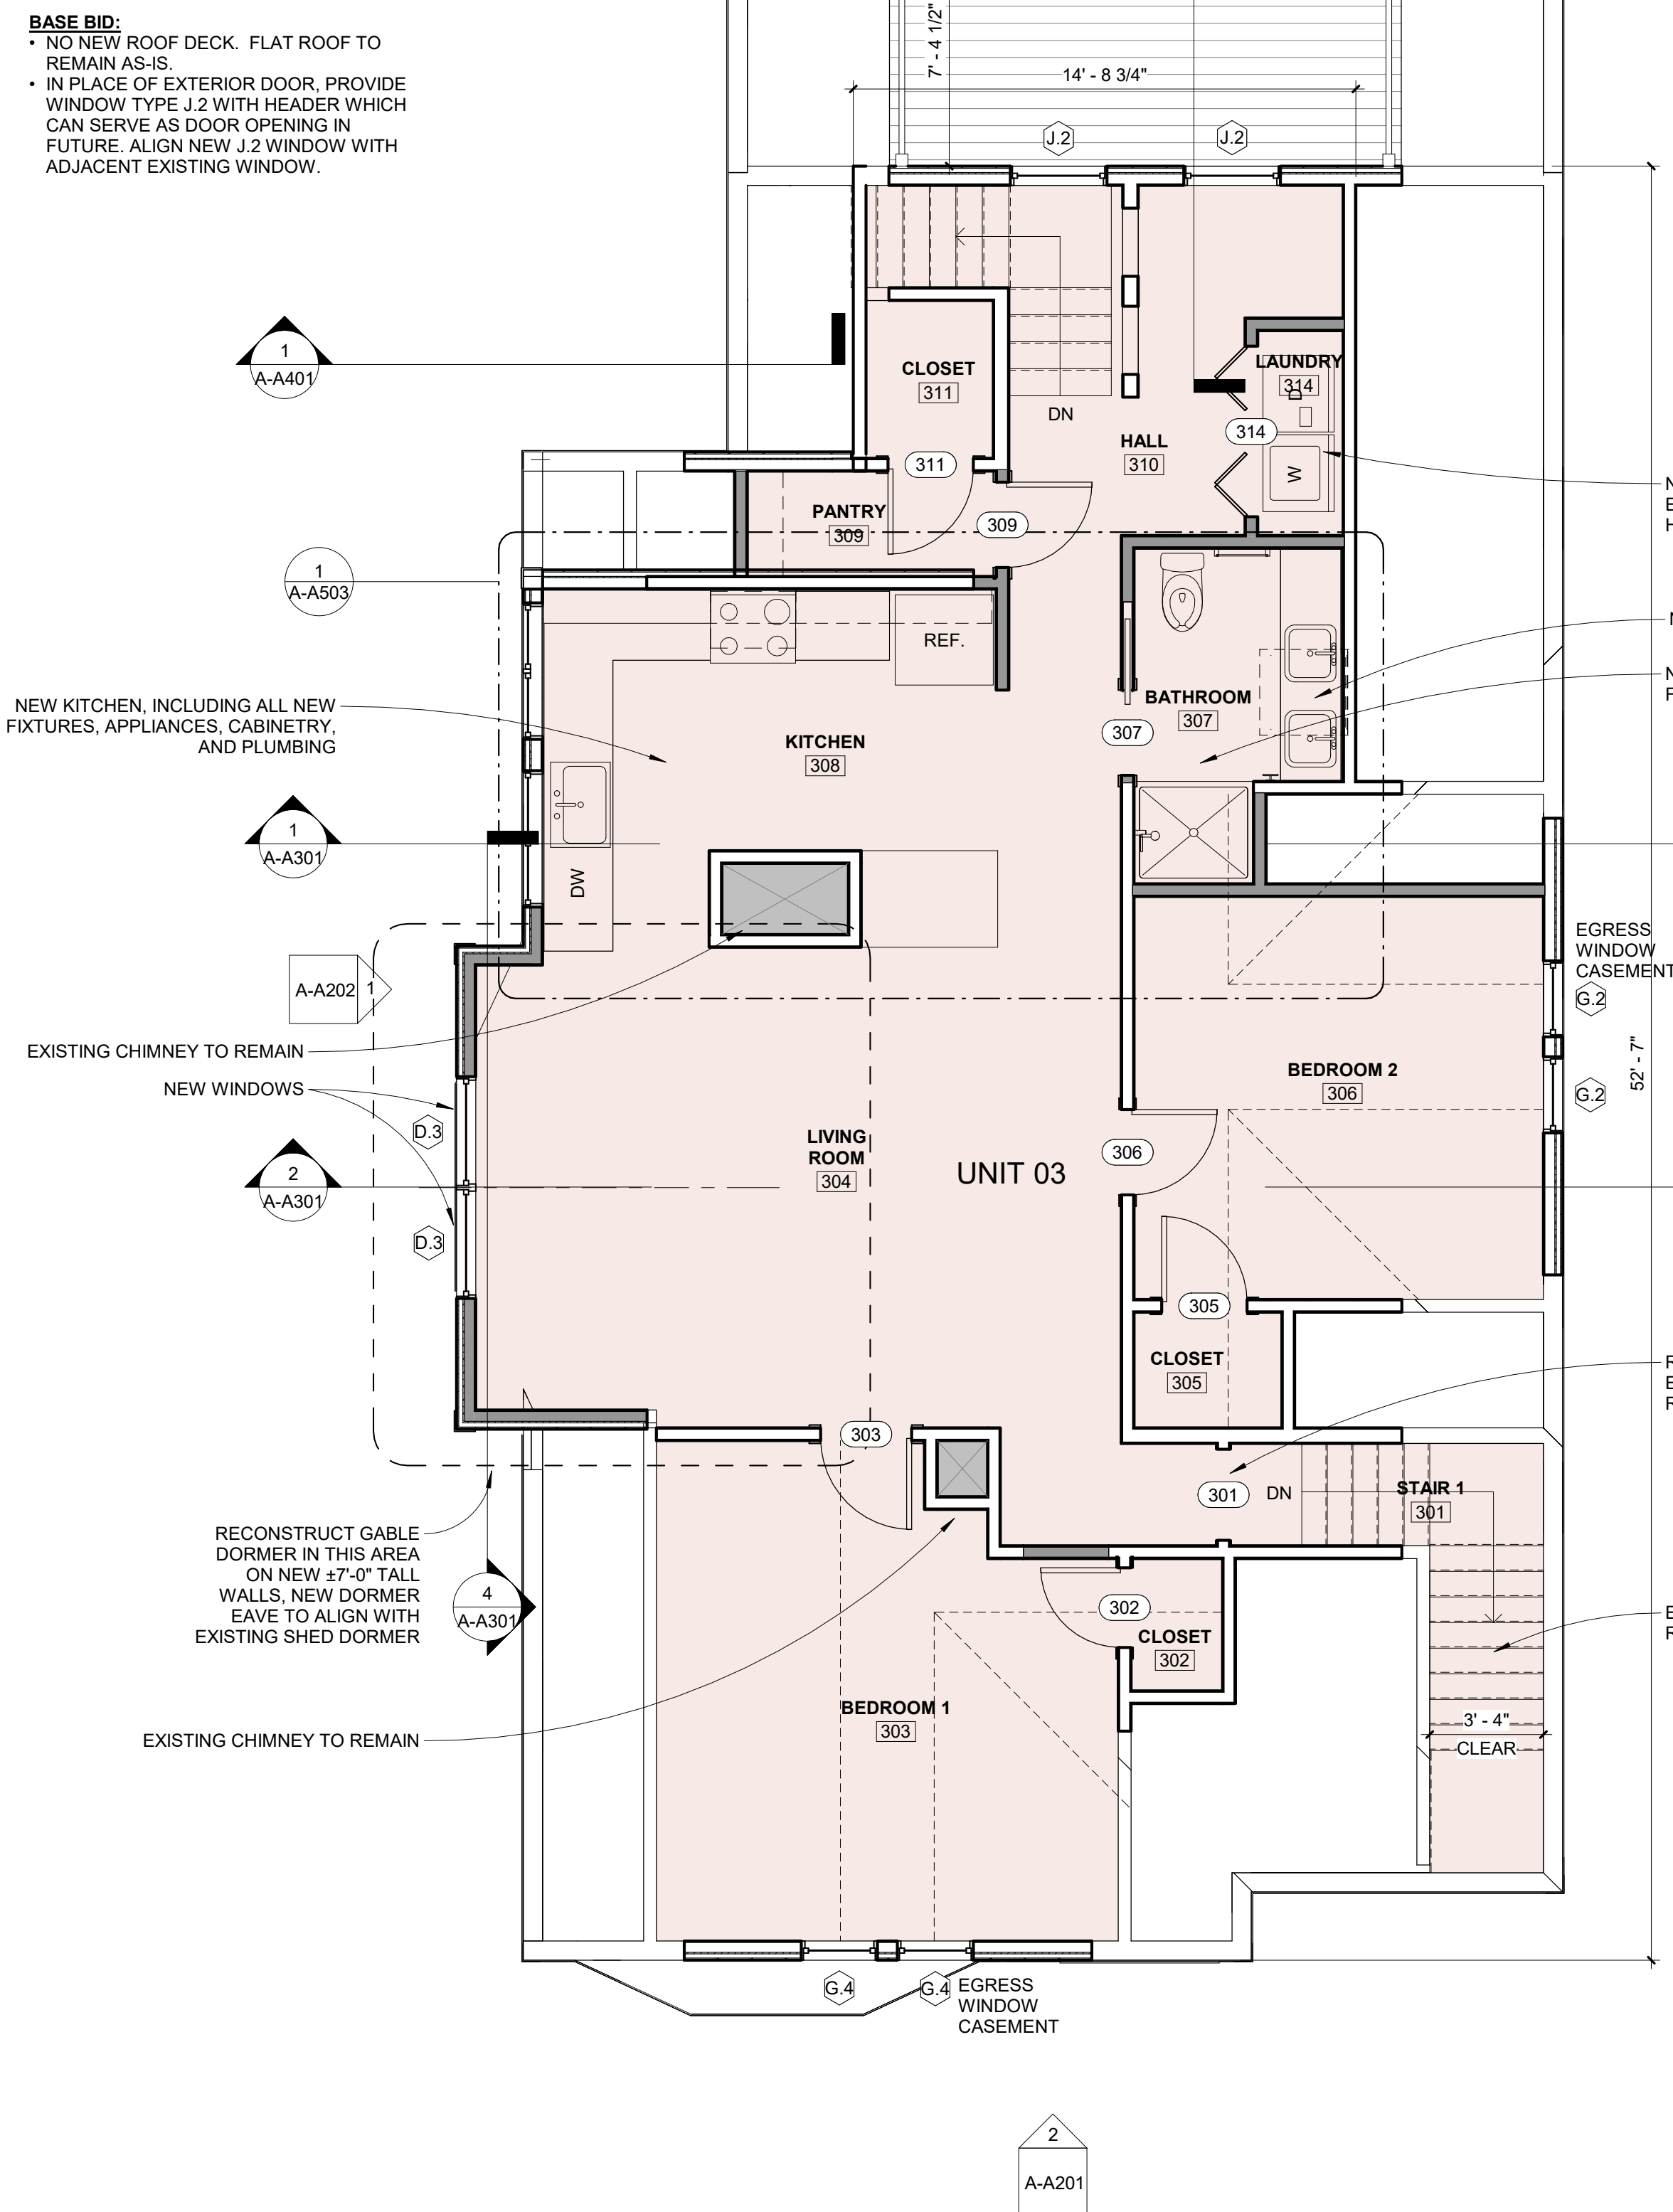 BASE BID:
• NO NEW ROOF DECK. FLAT ROOF TO
REMAIN AS-IS.
• IN PLACE OF EXTERIOR DOOR, PROVIDE
WINDOW TYPE J.2 WITH HEADER WHICH
CAN SERVE AS DOOR OPENING IN
FUTURE. ALIGN NEW J.2 WINDOW WITH
ADJACENT EXISTING WINDOW.
7' - 4 1/2"
14' - 8 3/4"
J.2
J.2
1
A-A401
CLOSET
311
DN
LAUNDRY
314
D
314
HALL
310
W
311
PANTRY
309
309
N
E
H
1
A-A503
REF.
N
NEW KITCHEN, INCLUDING ALL NEW
FIXTURES, APPLIANCES, CABINETRY,
AND PLUMBING
KITCHEN
308
BATHROOM
307
307
N
F
1
A-A301
DW
EGRESS
WINDOW
CASEMENT
G.2
A-A202
1
EXISTING CHIMNEY TO REMAIN
NEW WINDOWS
BEDROOM 2
306
G.2
52' - 7"
D.3
LIVING
ROOM
304
UNIT 03
306
2
A-A301
D.3
305
CLOSET
305
R
E
R
303
301
DN
STAIR 1
301
RECONSTRUCT GABLE
DORMER IN THIS AREA
ON NEW ±7'-0" TALL
WALLS, NEW DORMER
EAVE TO ALIGN WITH
EXISTING SHED DORMER
4
A-A301
302
CLOSET
302
E
R
BEDROOM 1
303
EXISTING CHIMNEY TO REMAIN
3' - 4"
CLEAR
G.4
G.4
EGRESS
WINDOW
CASEMENT
2
A-A201